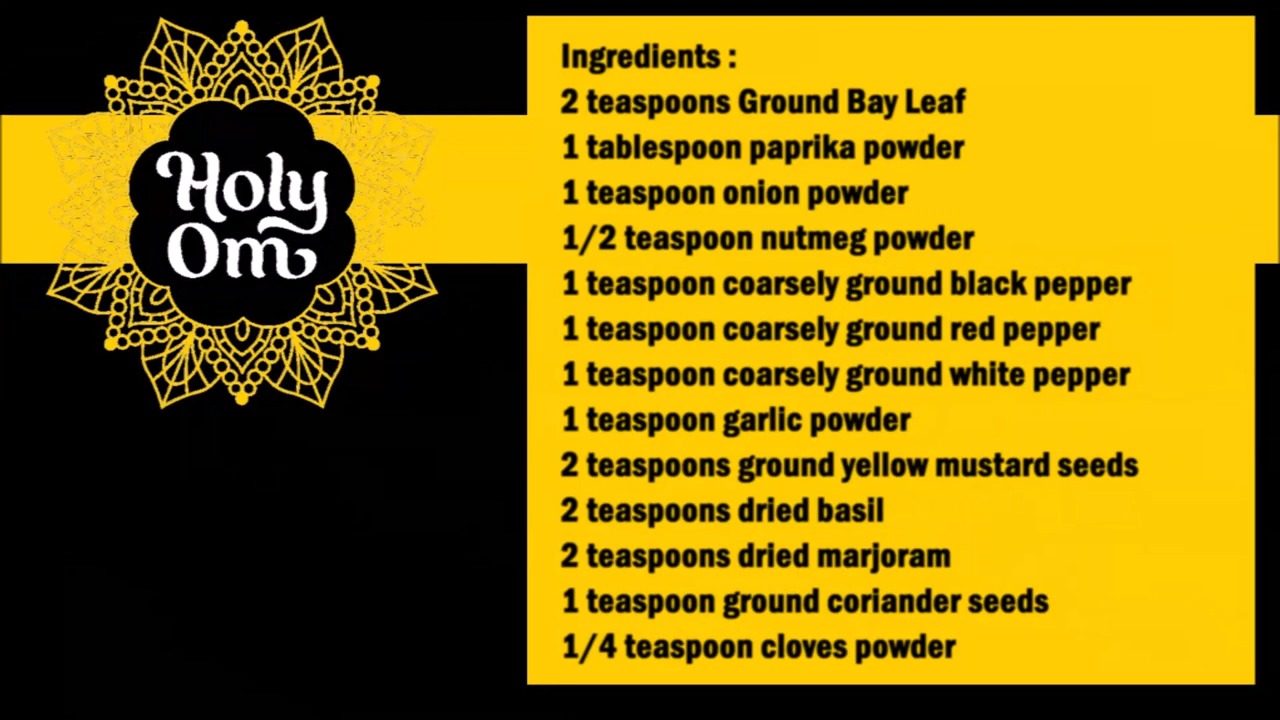 Holy
Om
Ingredients :
2 teaspoons Ground Bay Leaf
1 tablespoon paprika powder
1 teaspoon onion powder
1/2 teaspoon nutmeg powder
1 teaspoon coarsely ground black pepper
1 teaspoon coarsely ground red pepper
1 teaspoon coarsely ground white pepper
1 teaspoon garlic powder
2 teaspoons ground yellow mustard seeds
2 teaspoons dried basil
2 teaspoons dried marjoram
1 teaspoon ground coriander seeds
1/4 teaspoon cloves powder